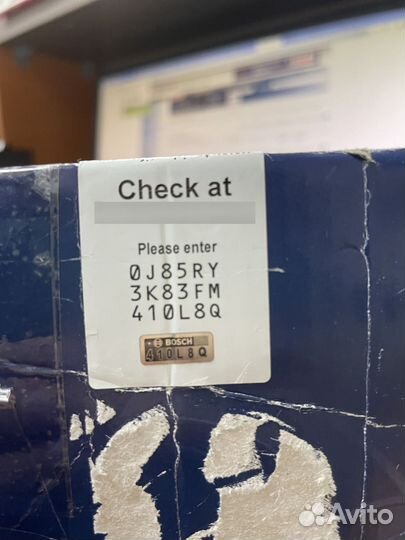 Check at
Please enter
0J85RY
3K83FM
410L8Q
BOSCH
410L8Q
Avito